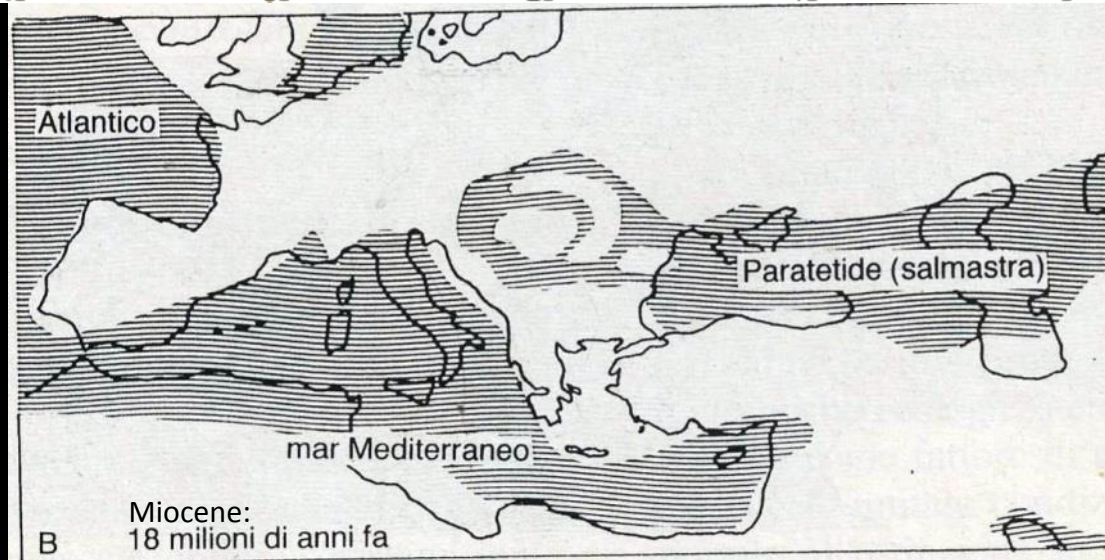 Atlantico
Paratetide (salmastra)
mar Mediterraneo
Miocene:
18 milioni di anni fa
B